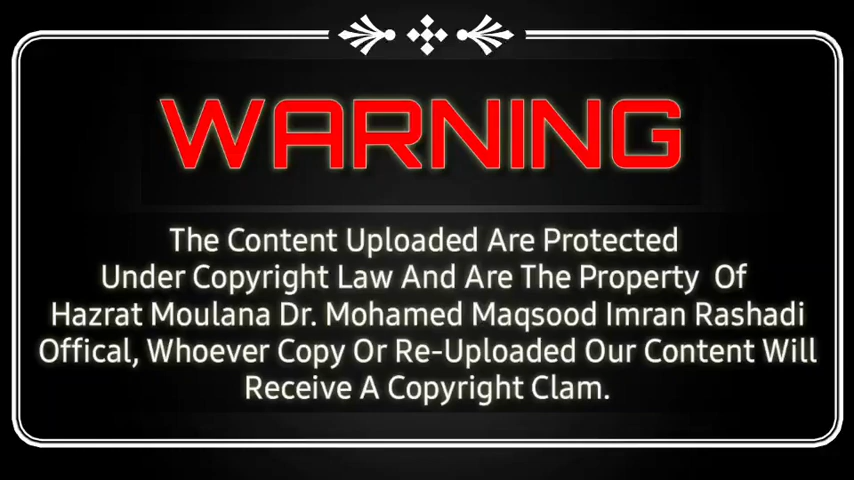 WARNING
The Content Uploaded Are Protected
Under Copyright Law And Are The Property Of
Hazrat Moulana Dr. Mohamed Maqsood Imran Rashadi
Offical, Whoever Copy Or Re-Uploaded Our Content Will
Receive A Copyright Clam.